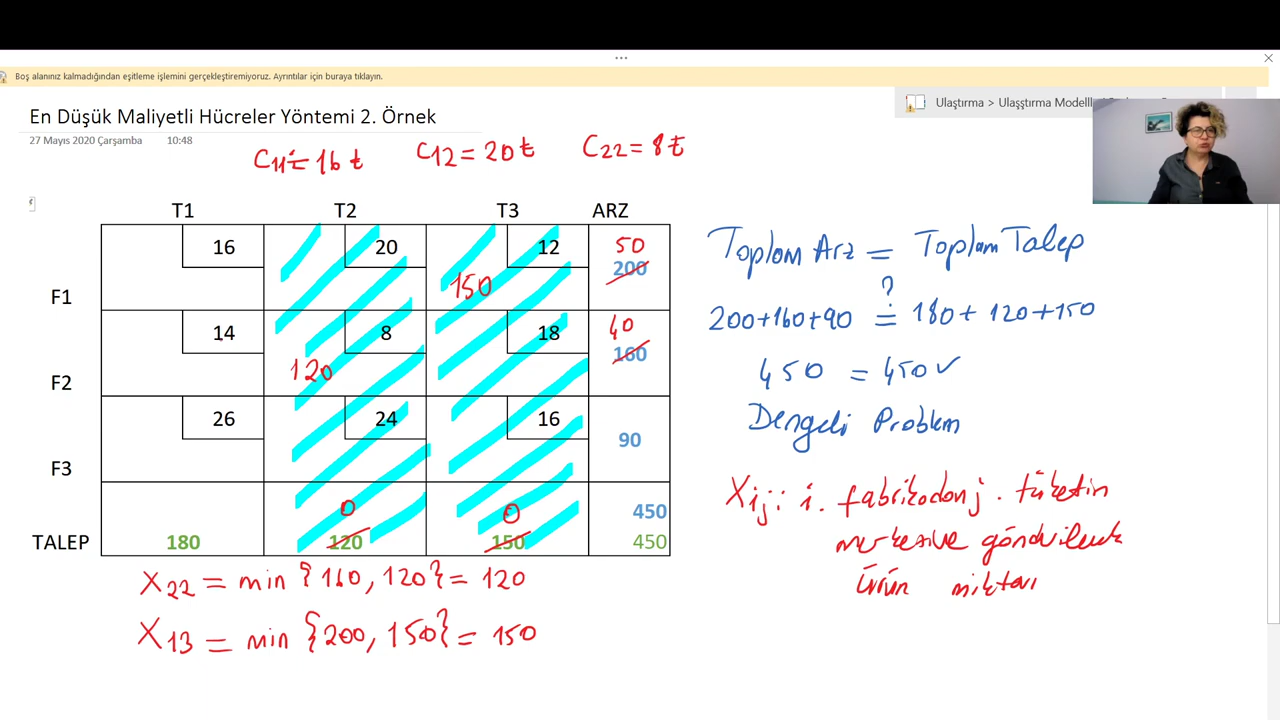 Boş alanınız kalmadığından eşitleme işlemini gerçekleştiremiyoruz. Ayrıntılar için buraya tıklayın.
En Düşük Maliyetli Hücreler Yöntemi 2. Örnek
Ulaştırma > Ulaşştırma Modelll
27 Mayıs 2020 Çarşamba 10:48
C11 = 16 t C12 = 20 t C22 = 8 t
T1 T2 T3 ARZ
16 20 12 50
200
F1 150
14 8 18 40
160
F2 120
26 24 16
90
F3
0 0 450
TALEP 180 120 150 450
X22 = min {160, 120} = 120
X13 = min {200, 150} = 150
Toplam Arz = Toplam Talep
?
200+160+90 = 180+120+150
450 = 450 ✓
Dengeli Problem
Xij: i. fabrikadan j. tüketim
merkezine gönderilecek
ürün miktarı